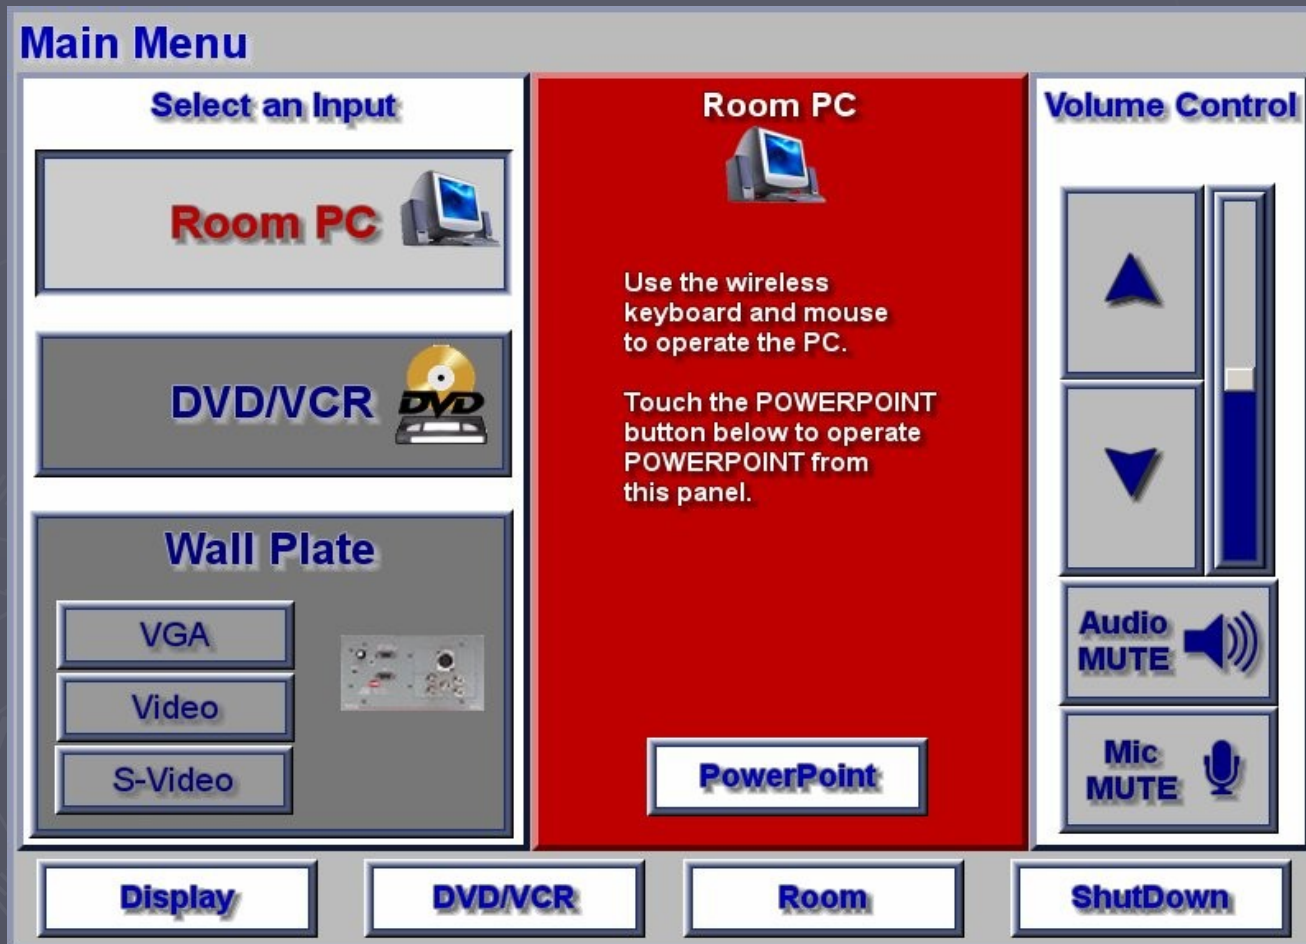 Main Menu
Select an Input
Room PC
DVD/VCR
DVD
Wall Plate
VGA
Video
S-Video
Room PC
Use the wireless
keyboard and mouse
to operate the PC.
Touch the POWERPOINT
button below to operate
POWERPOINT from
this panel.
PowerPoint
Volume Control
Audio
MUTE
Mic
MUTE
Display
DVD/VCR
Room
ShutDown